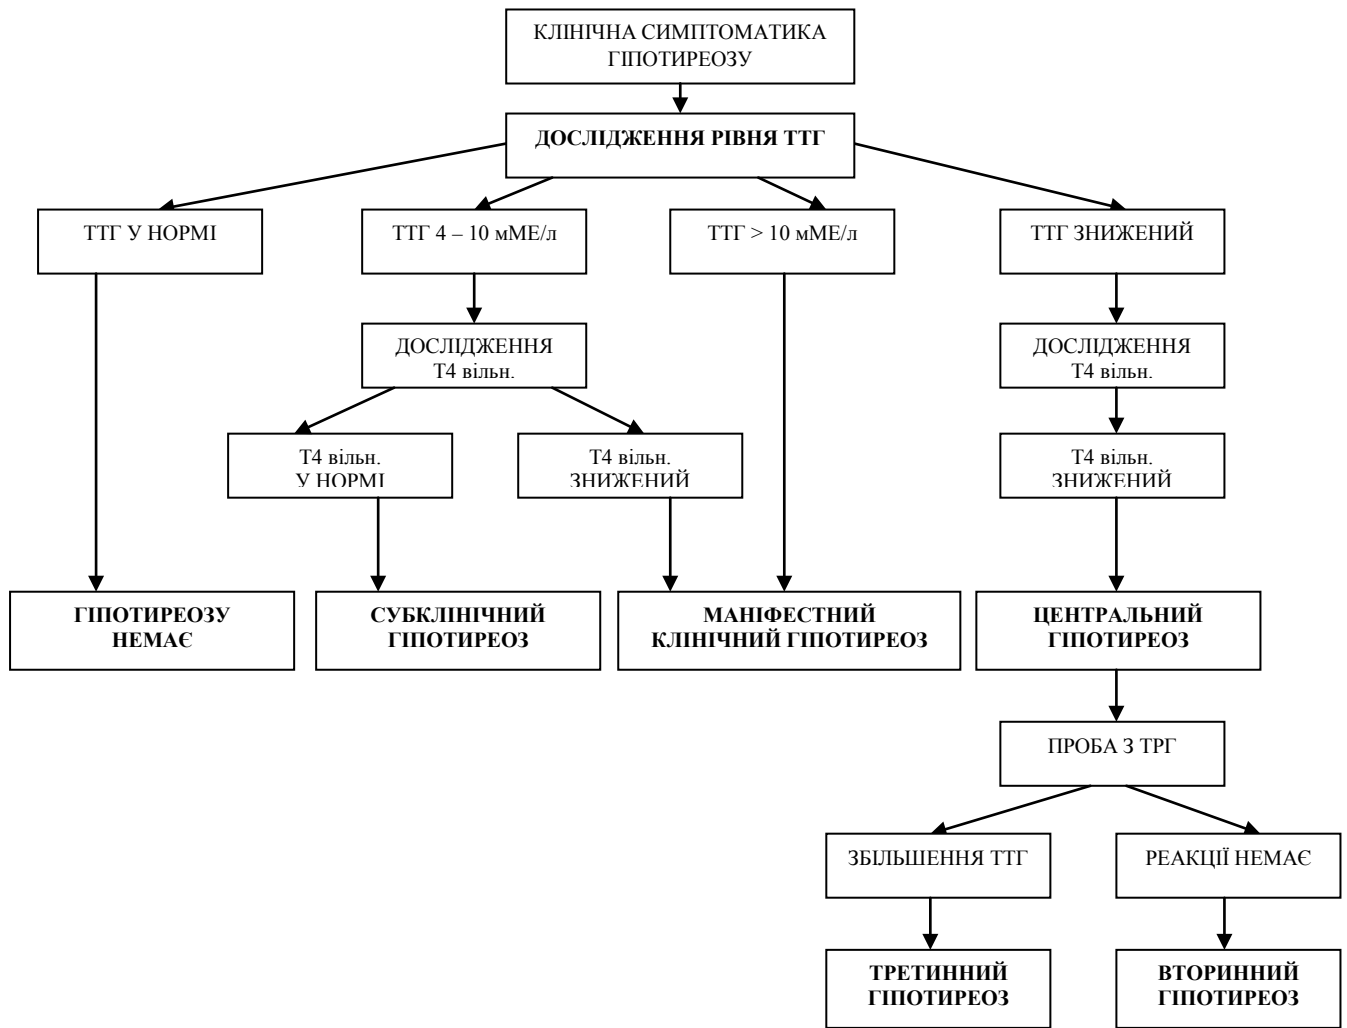 КЛІНІЧНА СИМПТОМАТИКА
ГІПОТИРЕОЗУ
ДОСЛІДЖЕННЯ РІВНЯ ТТГ
ТТГ У НОРМІ
ТТГ 4 – 10 мМЕ/л
ТТГ > 10 мМЕ/л
ТТГ ЗНИЖЕНИЙ
ДОСЛІДЖЕННЯ
Т4 вільн.
ДОСЛІДЖЕННЯ
Т4 вільн.
Т4 вільн.
У НОРМІ
Т4 вільн.
ЗНИЖЕНИЙ
Т4 вільн.
ЗНИЖЕНИЙ
ГІПОТИРЕОЗУ
НЕМАЄ
СУБКЛІНІЧНИЙ
ГІПОТИРЕОЗ
МАНІФЕСТНИЙ
КЛІНІЧНИЙ ГІПОТИРЕОЗ
ЦЕНТРАЛЬНИЙ
ГІПОТИРЕОЗ
ПРОБА З ТРГ
ЗБІЛЬШЕННЯ ТТГ
РЕАКЦІЇ НЕМАЄ
ТРЕТИННИЙ
ГІПОТИРЕОЗ
ВТОРИННИЙ
ГІПОТИРЕОЗ